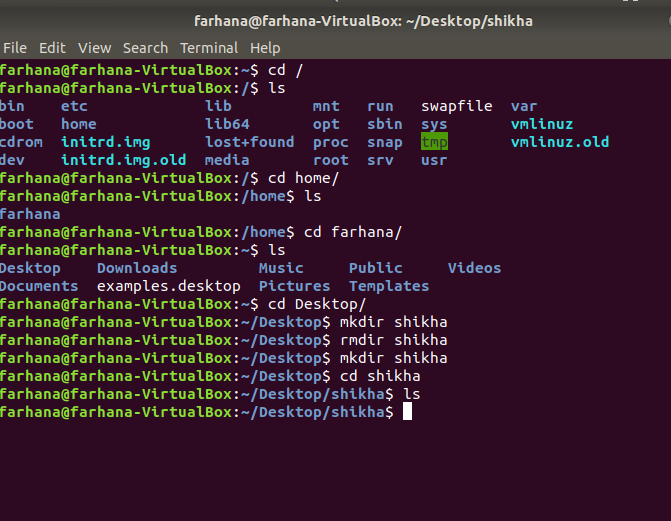 farhana@farhana-VirtualBox: ~/Desktop/shikha
File Edit View Search Terminal Help
farhana@farhana-VirtualBox:~$ cd /
farhana@farhana-VirtualBox:/$ ls
bin    etc             lib         mnt   run   swapfile  var
boot   home            lib64       opt   sbin  sys       vmlinuz
cdrom  initrd.img      lost+found  proc  snap  tmp       vmlinuz.old
dev    initrd.img.old  media       root  srv   usr
farhana@farhana-VirtualBox:/$ cd home/
farhana@farhana-VirtualBox:/home$ ls
farhana
farhana@farhana-VirtualBox:/home$ cd farhana/
farhana@farhana-VirtualBox:~$ ls
Desktop    Downloads         Music     Public     Videos
Documents  examples.desktop  Pictures  Templates
farhana@farhana-VirtualBox:~$ cd Desktop/
farhana@farhana-VirtualBox:~/Desktop$ mkdir shikha
farhana@farhana-VirtualBox:~/Desktop$ rmdir shikha
farhana@farhana-VirtualBox:~/Desktop$ mkdir shikha
farhana@farhana-VirtualBox:~/Desktop$ cd shikha
farhana@farhana-VirtualBox:~/Desktop/shikha$ ls
farhana@farhana-VirtualBox:~/Desktop/shikha$